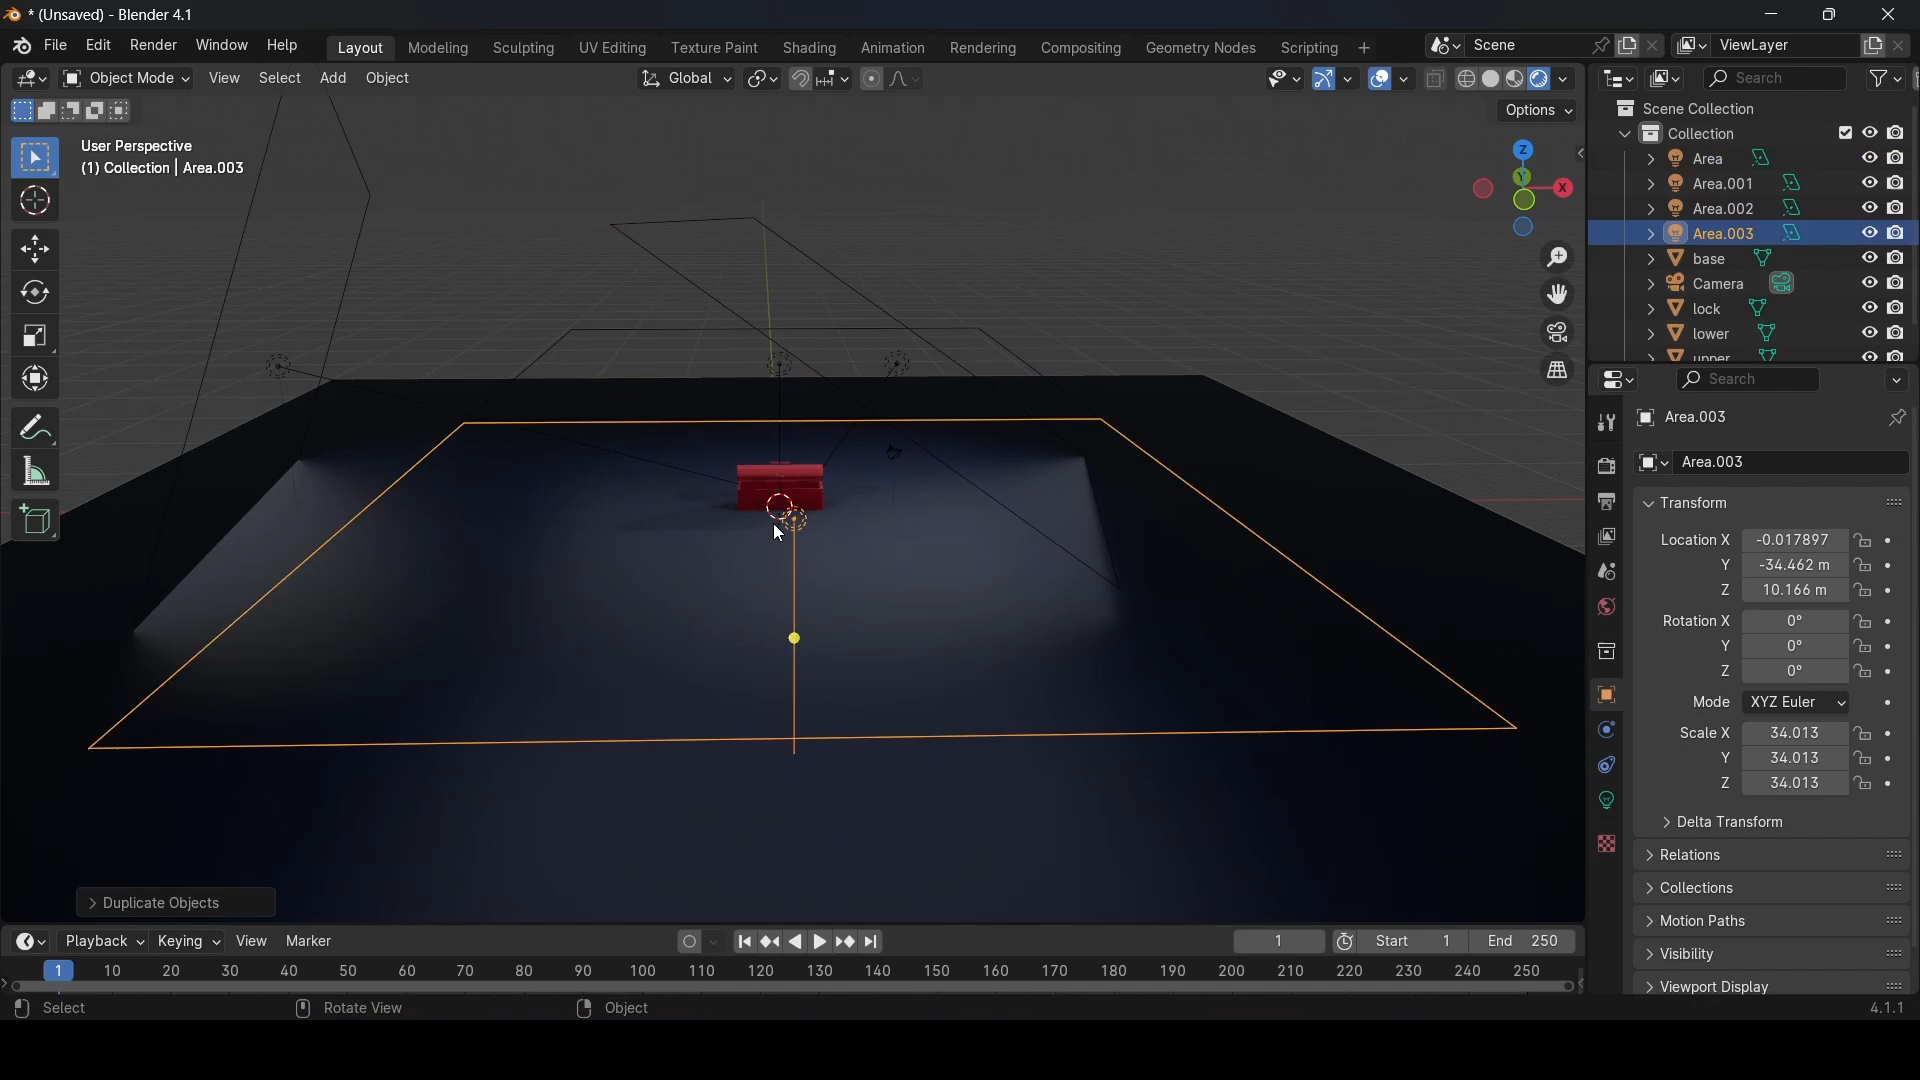 * (Unsaved) - Blender 4.1
File Edit Render Window Help Layout Modeling Sculpting UV Editing Texture Paint Shading Animation Rendering Compositing Geometry Nodes Scripting + Scene ViewLayer
Object Mode View Select Add Object Global Search
Options
User Perspective
(1) Collection | Area.003
Z
Y
X
Scene Collection
Collection
Area
Area.001
Area.002
Area.003
base
Camera
lock
lower
upper
Search
Area.003
Area.003
Transform
Location X -0.017897
Y -34.462 m
Z 10.166 m
Rotation X 0°
Y 0°
Z 0°
Mode XYZ Euler
Scale X 34.013
Y 34.013
Z 34.013
Delta Transform
Relations
Collections
Motion Paths
Visibility
Viewport Display
Duplicate Objects
Playback Keying View Marker 1 Start 1 End 250
1 10 20 30 40 50 60 70 80 90 100 110 120 130 140 150 160 170 180 190 200 210 220 230 240 250
Select Rotate View Object 4.1.1